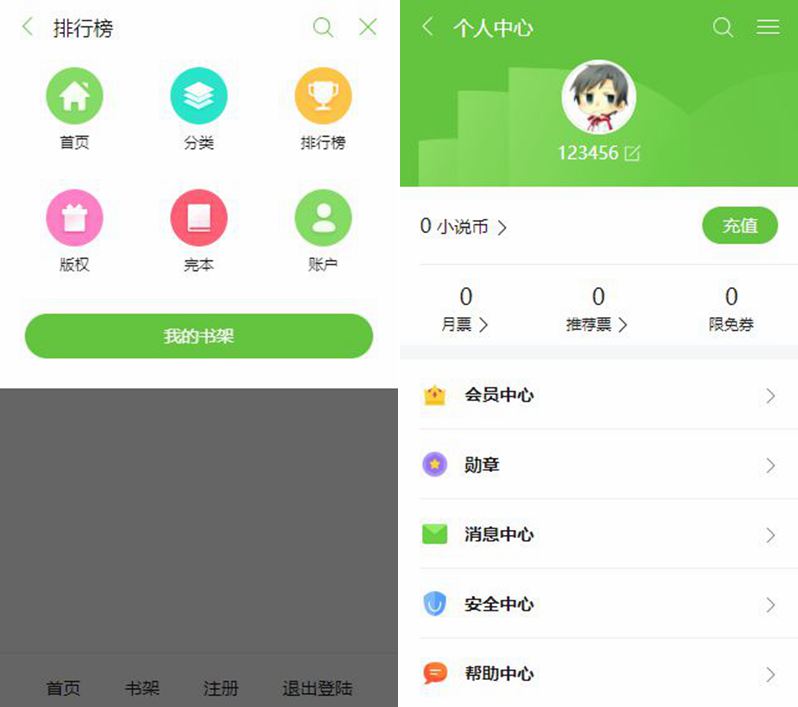 排行榜
首页
分类
排行榜
版权
完本
账户
我的书架
首页
书架
注册
退出登陆
个人中心
123456
0 小说币
充值
0
0
0
月票
推荐票
限免券
会员中心
勋章
消息中心
安全中心
帮助中心